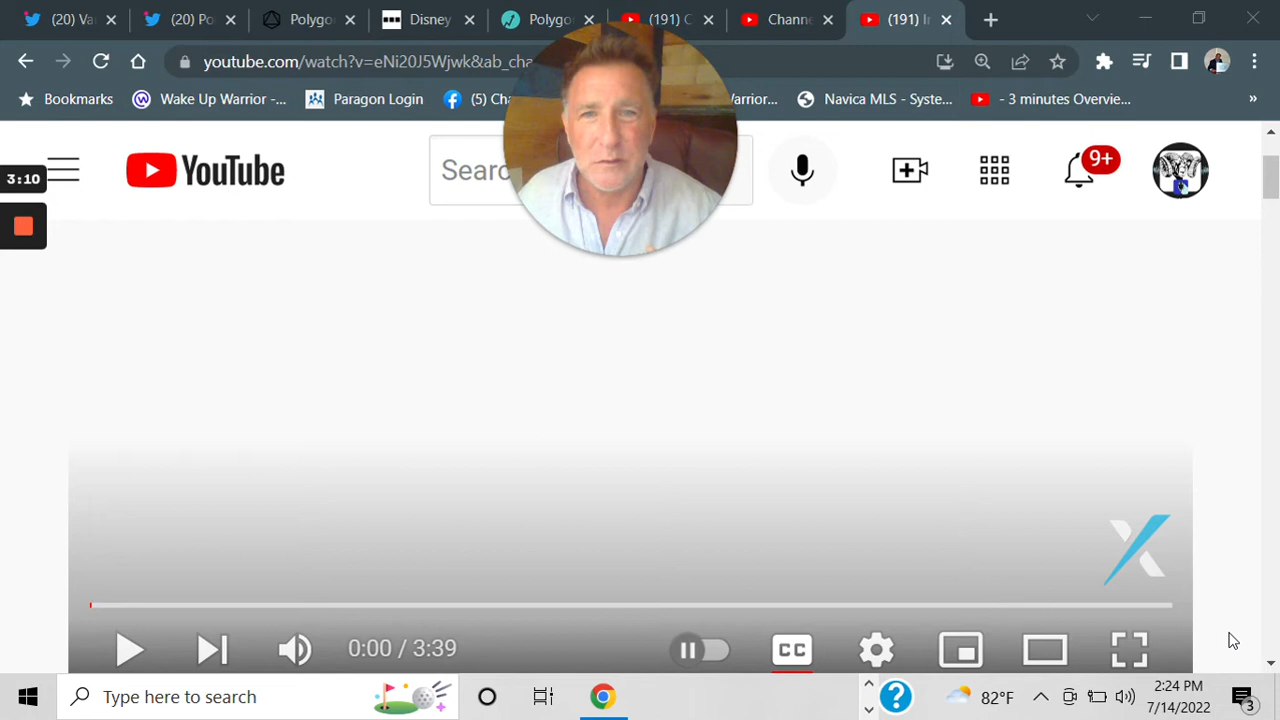 (20) Va
(20) Po
Polygo
Disney
Polygo
(191) C
Channe
(191) Ir
youtube.com/watch?v=eNi20J5Wjwk&ab_cha
Bookmarks
Wake Up Warrior -...
Paragon Login
(5) Cha
Warrior...
Navica MLS - Syste...
- 3 minutes Overvie...
»
3:10
YouTube
Searc
9+
0:00 / 3:39
CC
Type here to search
82°F
2:24 PM
7/14/2022
3